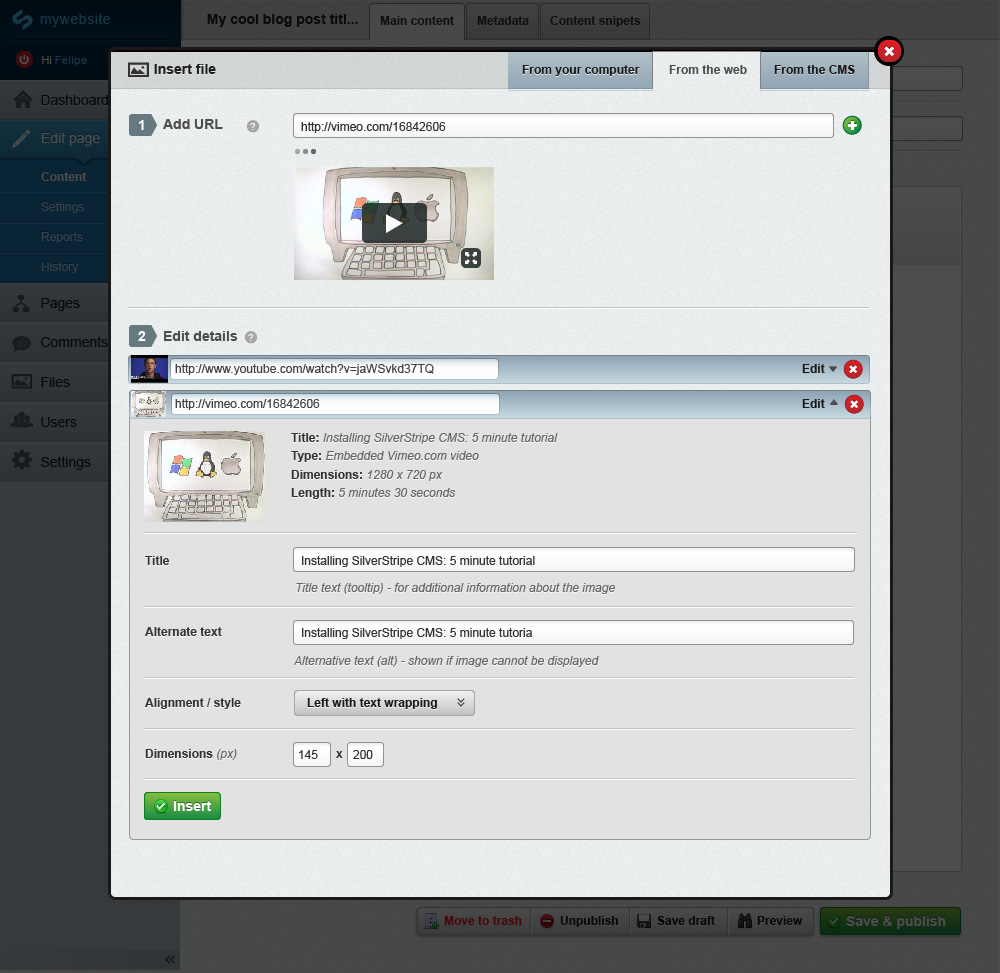 mywebsite
My cool blog post titl...
Main content
Metadata
Content snipets
Hi Felipe
Dashboard
Edit page
Content
Settings
Reports
History
Pages
Comments
Files
Users
Settings
Insert file
From your computer
From the web
From the CMS
1 Add URL ?
http://vimeo.com/16842606
2 Edit details ?
http://www.youtube.com/watch?v=jaWSvkd37TQ
Edit
http://vimeo.com/16842606
Edit
Title: Installing SilverStripe CMS: 5 minute tutorial
Type: Embedded Vimeo.com video
Dimensions: 1280 x 720 px
Length: 5 minutes 30 seconds
Title
Installing SilverStripe CMS: 5 minute tutorial
Title text (tooltip) - for additional information about the image
Alternate text
Installing SilverStripe CMS: 5 minute tutoria
Alternative text (alt) - shown if image cannot be displayed
Alignment / style
Left with text wrapping
Dimensions (px)
145 x 200
Insert
Move to trash
Unpublish
Save draft
Preview
Save & publish
«